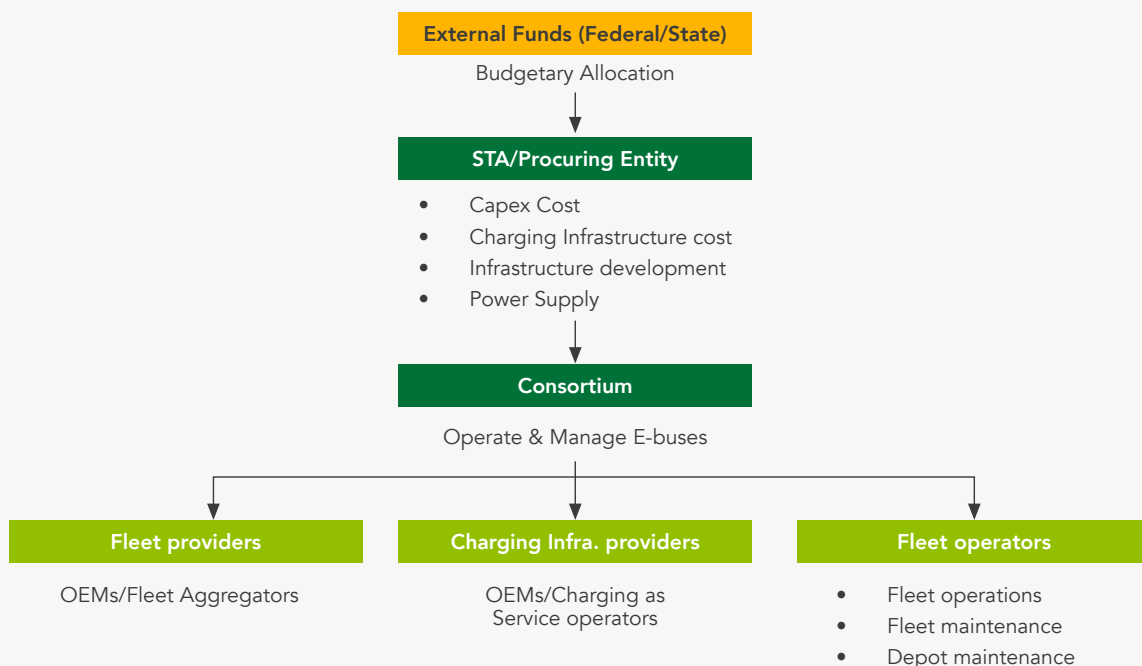 External Funds (Federal/State)
Budgetary Allocation
STA/Procuring Entity
• Capex Cost
• Charging Infrastructure cost
• Infrastructure development
• Power Supply
Consortium
Operate & Manage E-buses
Fleet providers
OEMs/Fleet Aggregators
Charging Infra. providers
OEMs/Charging as
Service operators
Fleet operators
• Fleet operations
• Fleet maintenance
• Depot maintenance